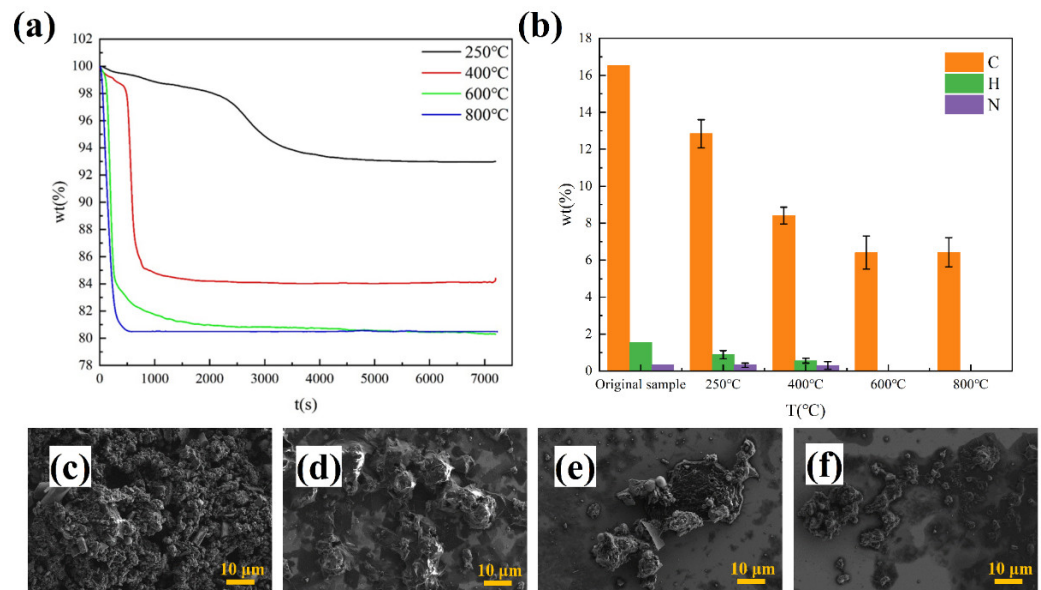 (a)
102
100
98
96
94
93
91
88
86
84
82
80
78
0
1000
2000
3000
4000
5000
6000
7000
wt(%)
t(s)
250℃
400℃
600℃
800℃
(b)
18
16
14
12
10
8
6
4
2
0
Original sample
250℃
400℃
600℃
800℃
wt(%)
T(℃)
C
H
N
(c)
10 μm
(d)
10 μm
(e)
10 μm
(f)
10 μm